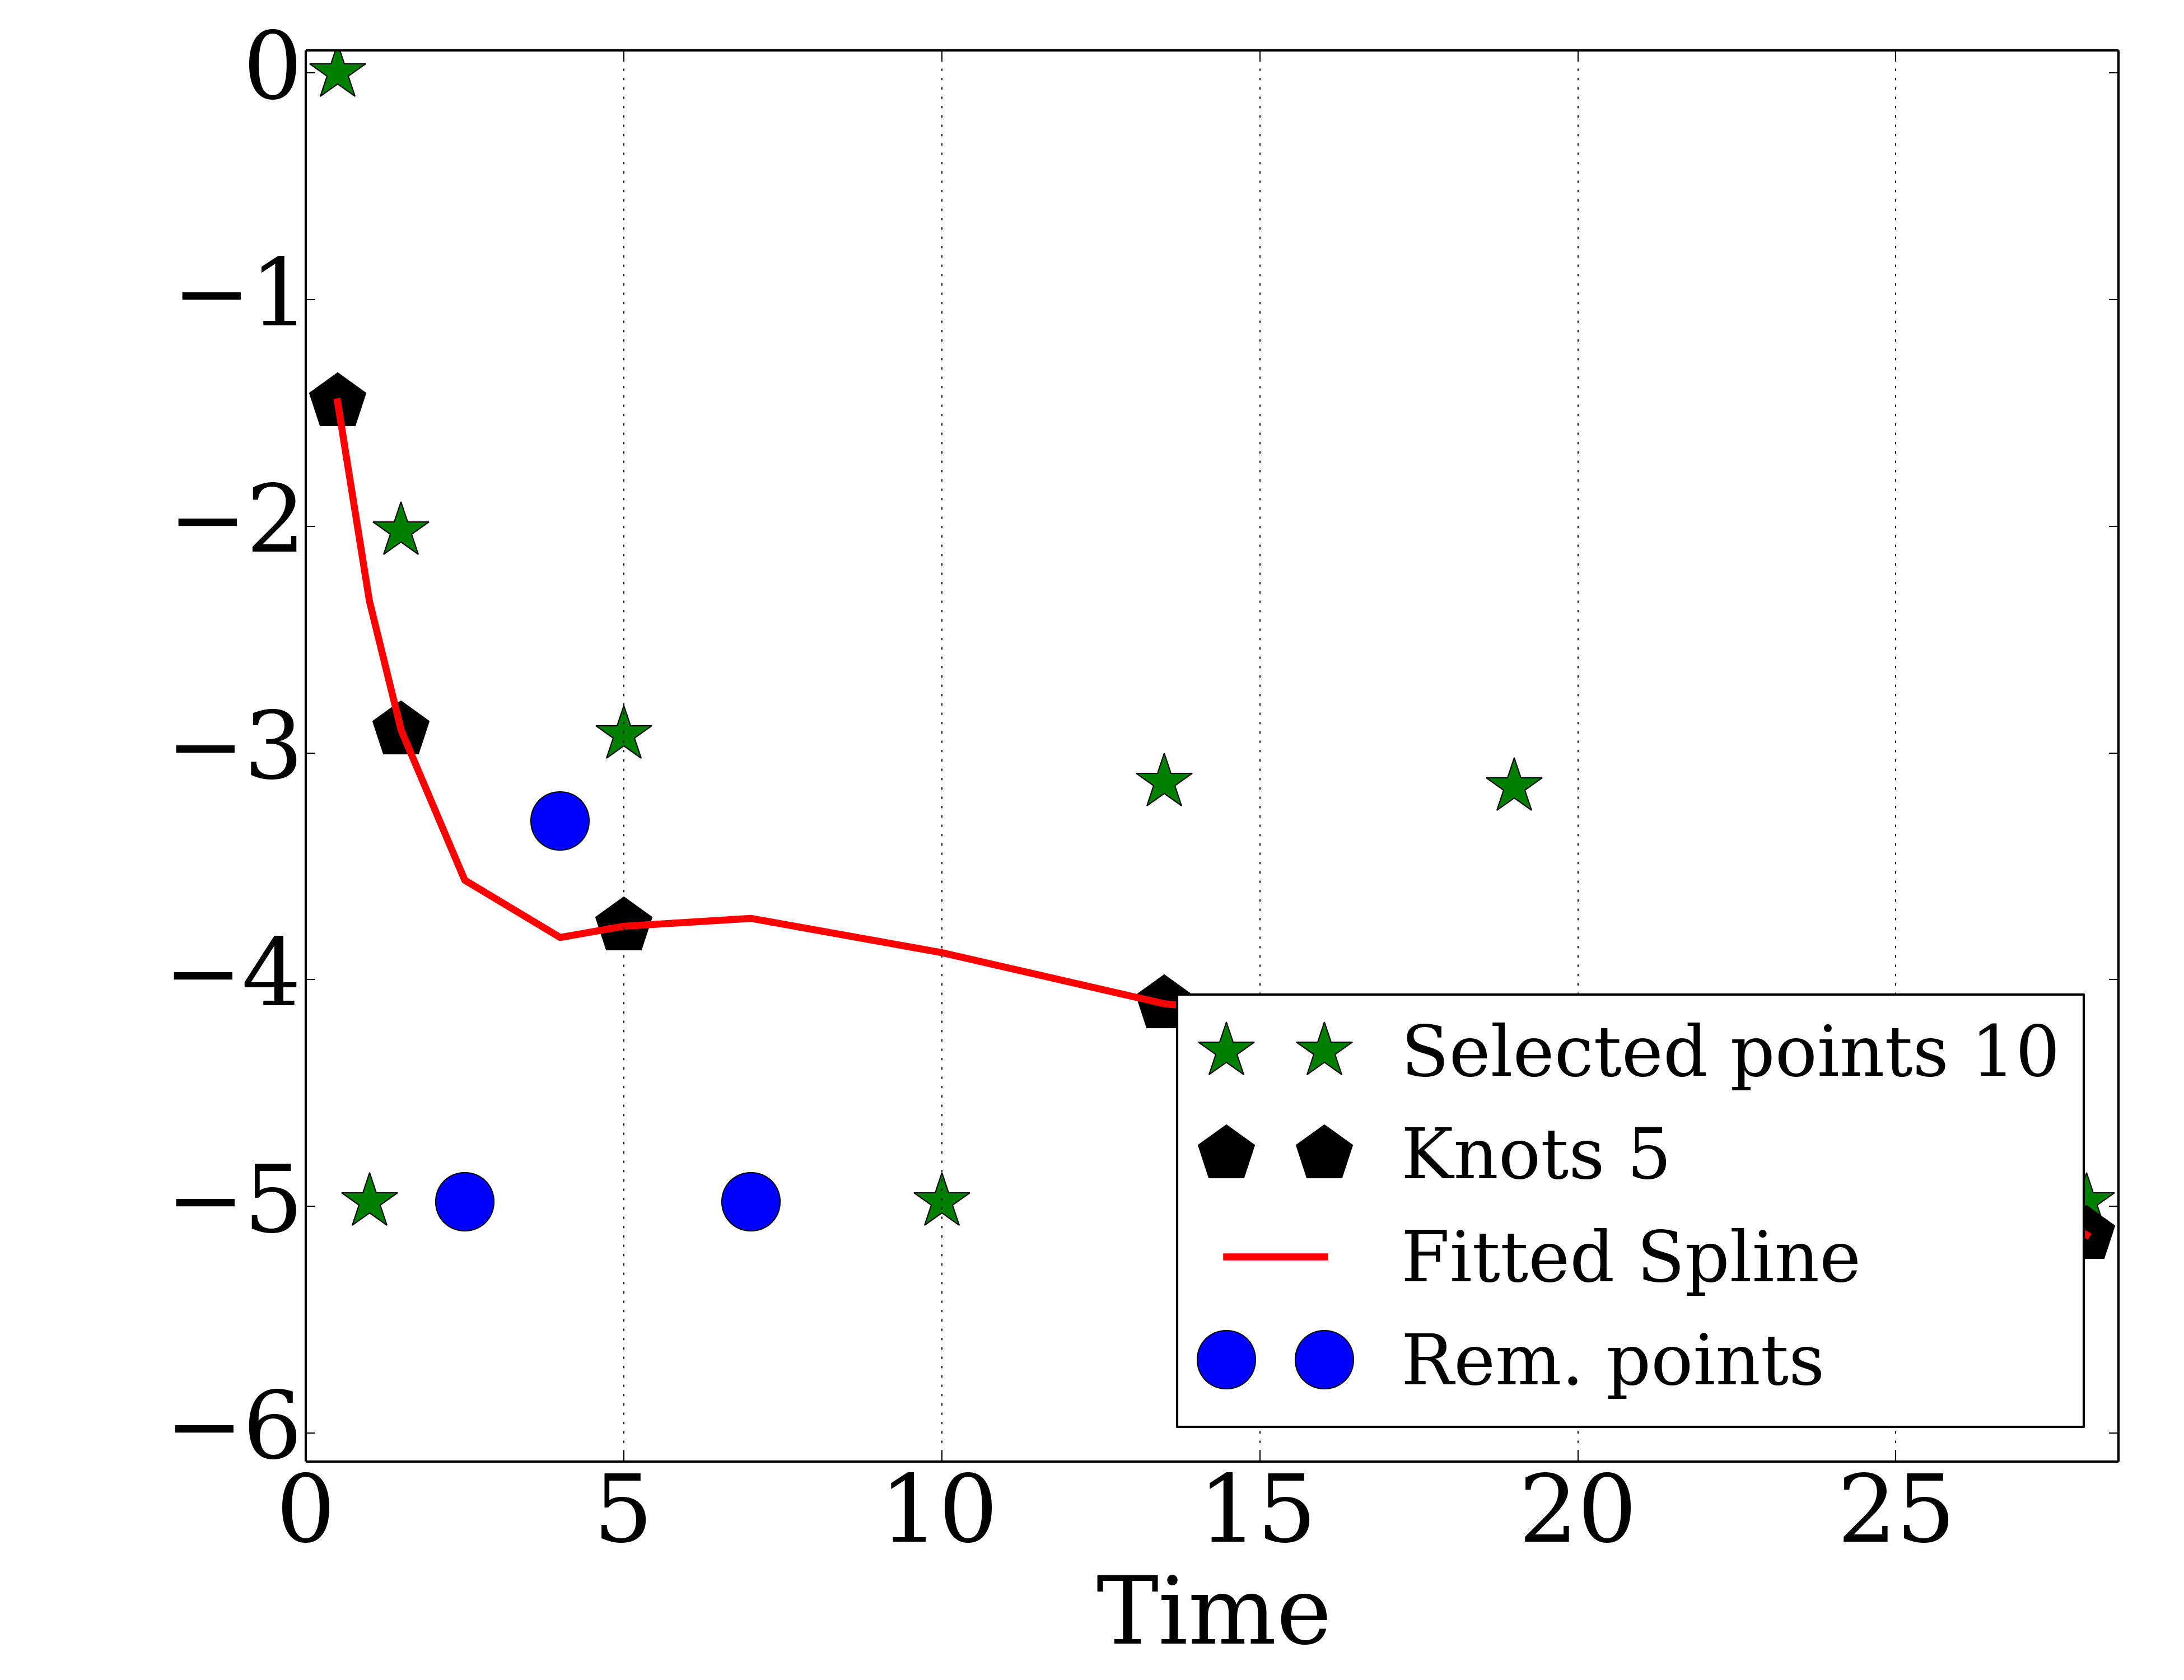 0
−1
−2
−3
−4
−5
−6
Selected points 10
Knots 5
Fitted Spline
Rem. points
0 5 10 15 20 25
Time